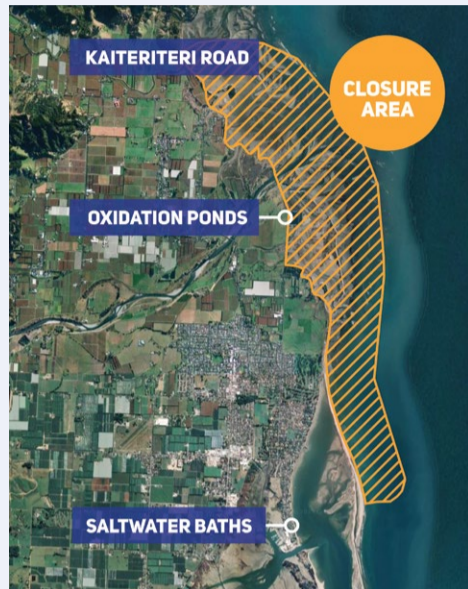 KAITERITERI ROAD
CLOSURE
AREA
OXIDATION PONDS
SALTWATER BATHS